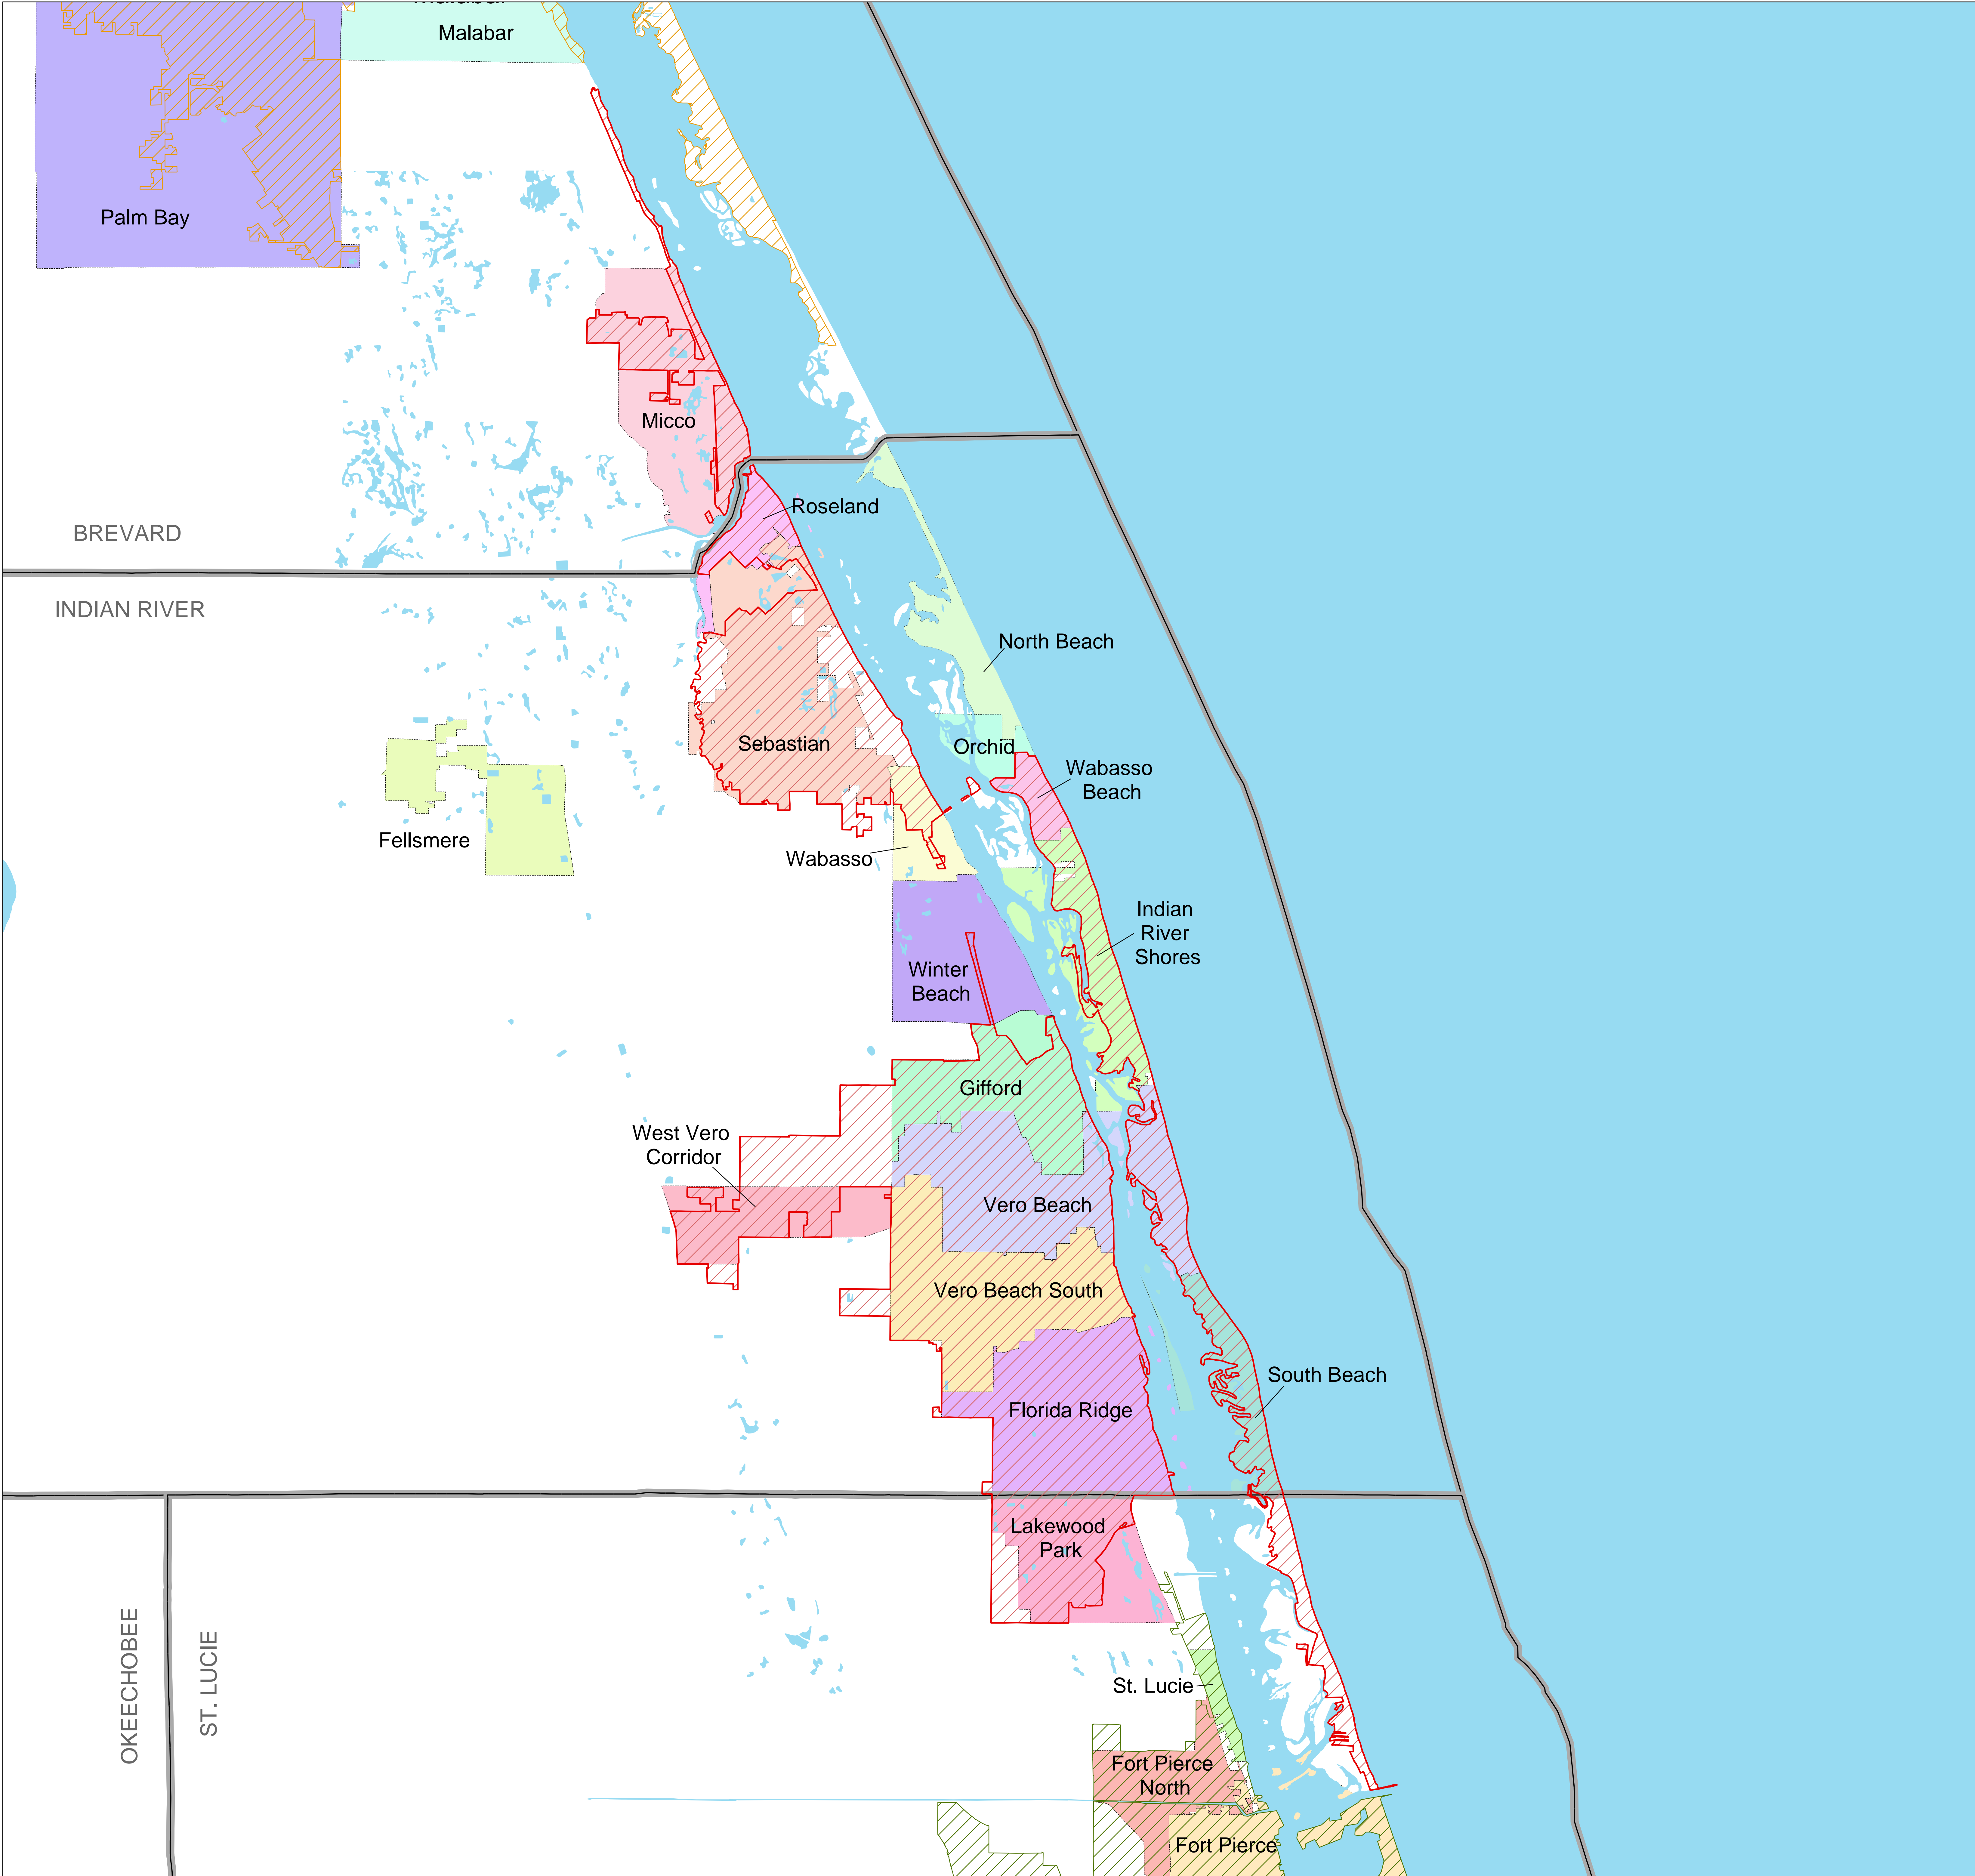 Malabar
Palm Bay
Micco
Roseland
BREVARD
INDIAN RIVER
North Beach
Sebastian
Orchid
Wabasso
Beach
Fellsmere
Wabasso
Indian
River
Shores
Winter
Beach
Gifford
West Vero
Corridor
Vero Beach
Vero Beach South
South Beach
Florida Ridge
Lakewood
Park
OKEECHOBEE
ST. LUCIE
St. Lucie
Fort Pierce
North
Fort Pierce